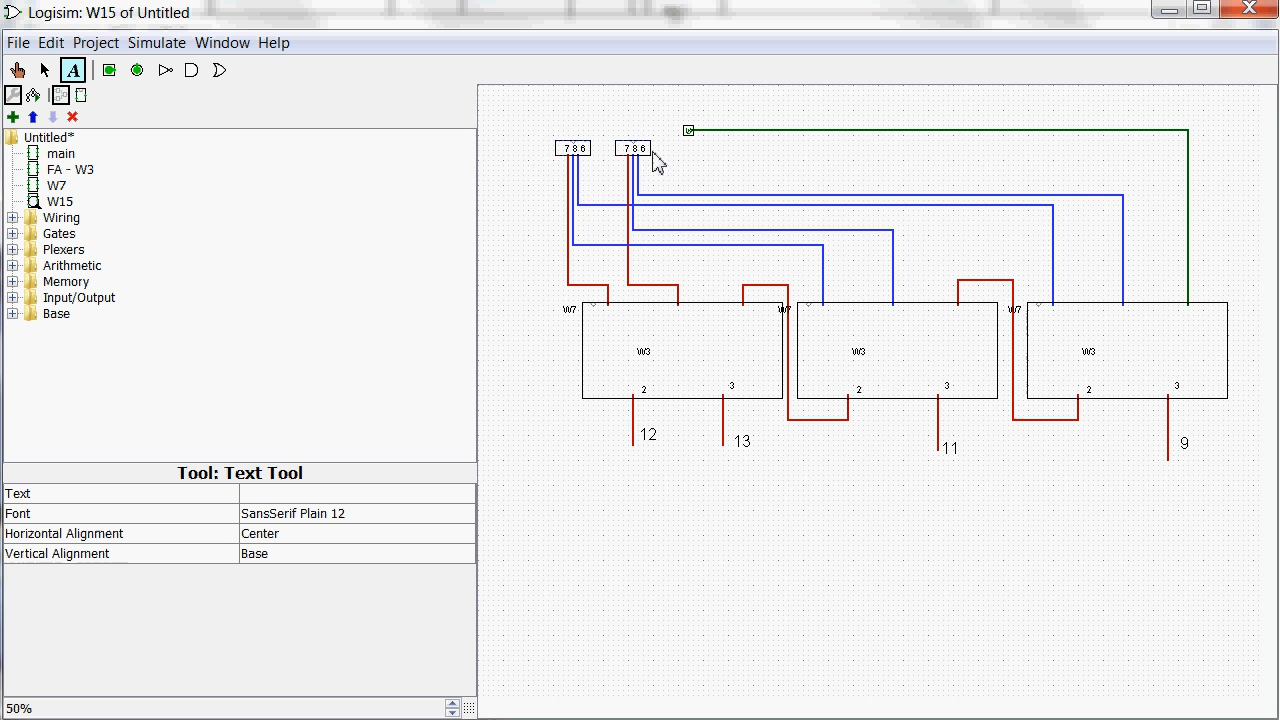 Logisim: W15 of Untitled
File Edit Project Simulate Window Help
A
Untitled*
main
FA - W3
W7
W15
Wiring
Gates
Plexers
Arithmetic
Memory
Input/Output
Base
Tool: Text Tool
Text
Font SansSerif Plain 12
Horizontal Alignment Center
Vertical Alignment Base
50%
7 8 6 7 8 6
W7 W7 W7
W3 W3 W3
2 3 2 3 2 3
12 13 11 9